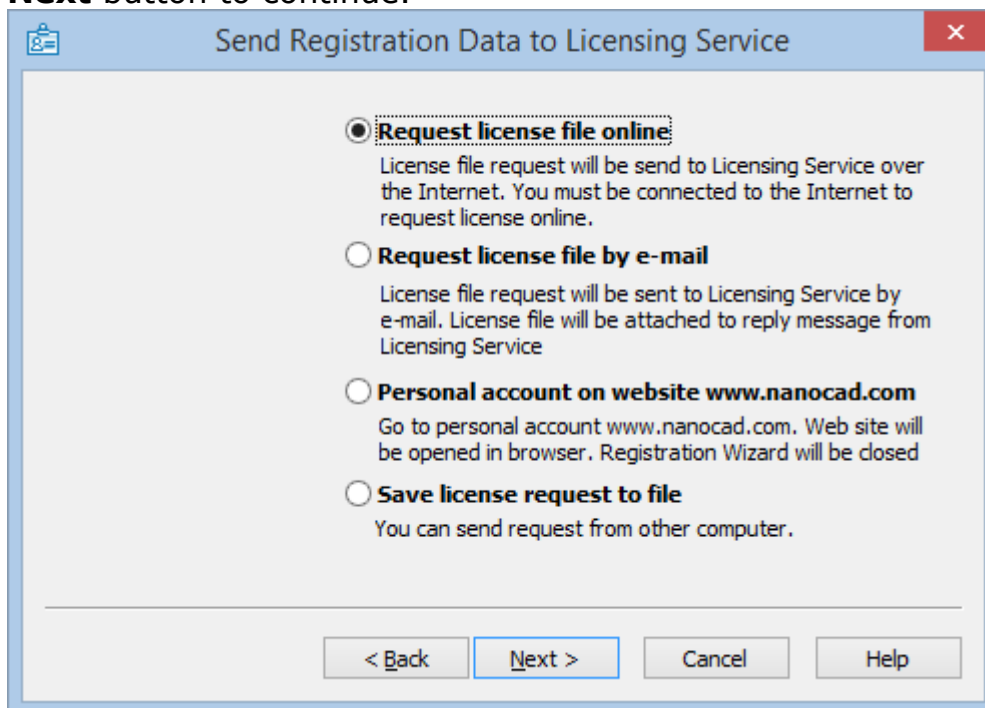 Next button to continue.
Send Registration Data to Licensing Service
Request license file online
License file request will be send to Licensing Service over
the Internet. You must be connected to the Internet to
request license online.
Request license file by e-mail
License file request will be sent to Licensing Service by
e-mail. License file will be attached to reply message from
Licensing Service
Personal account on website www.nanocad.com
Go to personal account www.nanocad.com. Web site will
be opened in browser. Registration Wizard will be closed
Save license request to file
You can send request from other computer.
< Back Next > Cancel Help